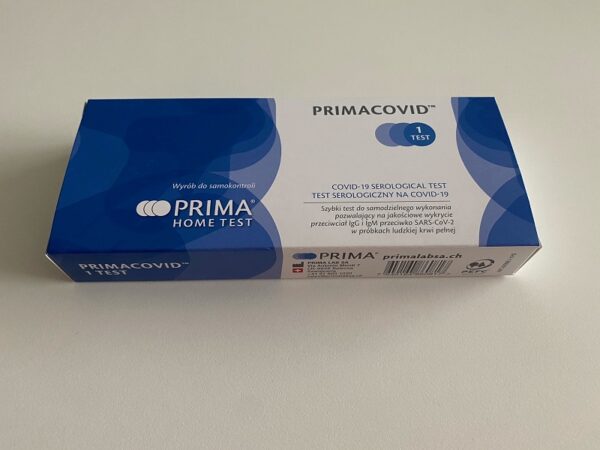 PRIMACOVID™
1
TEST
COVID-19 SEROLOGICAL TEST
TEST SEROLOGICZNY NA COVID-19
Szybki test do samodzielnego wykonania
pozwalający na jakościowe wykrycie
przeciwciał IgG i IgM przeciwko SARS-CoV-2
w próbkach ludzkiej krwi pełnej
Wyrób do samokontroli
PRIMA®
HOME TEST
PRIMACOVID™
1 TEST
PRIMA™
PRIMA LAB SA
primalabsa.ch